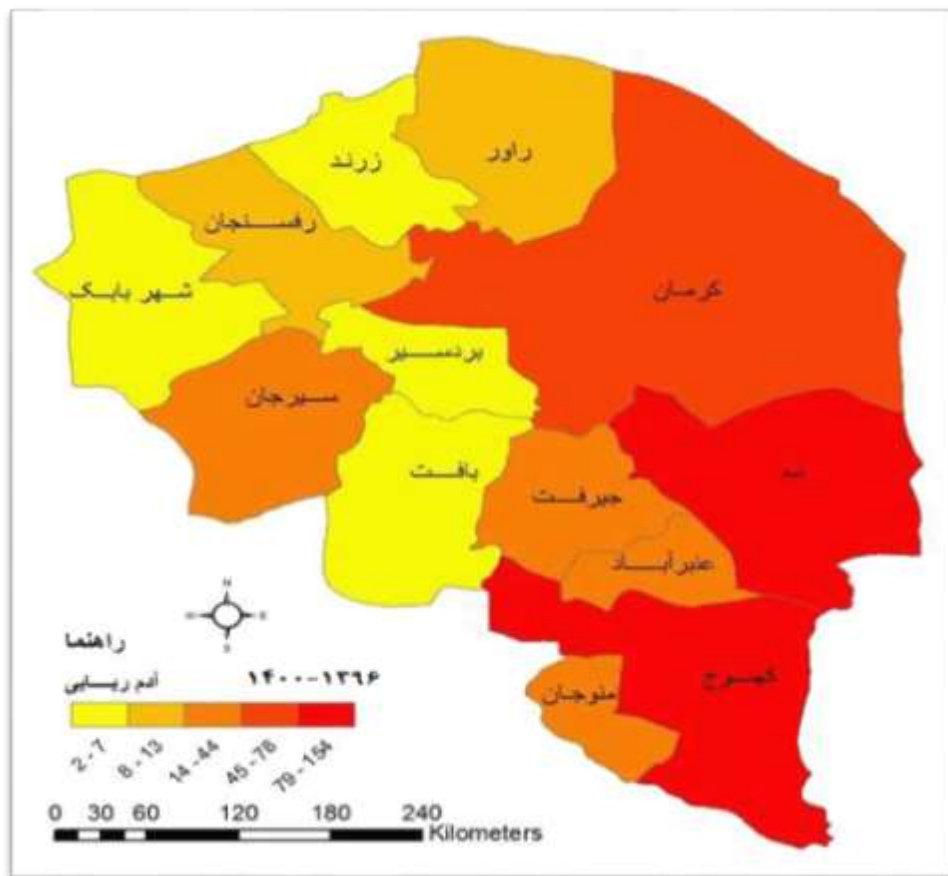 راور
زرند
رفسنجان
کرمان
شهر بابک
بردسیر
سیرجان
بافت
بم
جیرفت
عنبرآباد
کهنوج
منوجان
N
E
S
راهنما
آدم ربایی ۱۳۹۶-۱۴۰۰
2 - 7
8 - 13
14 - 44
45 - 78
79 - 154
0 30 60 120 180 240
Kilometers